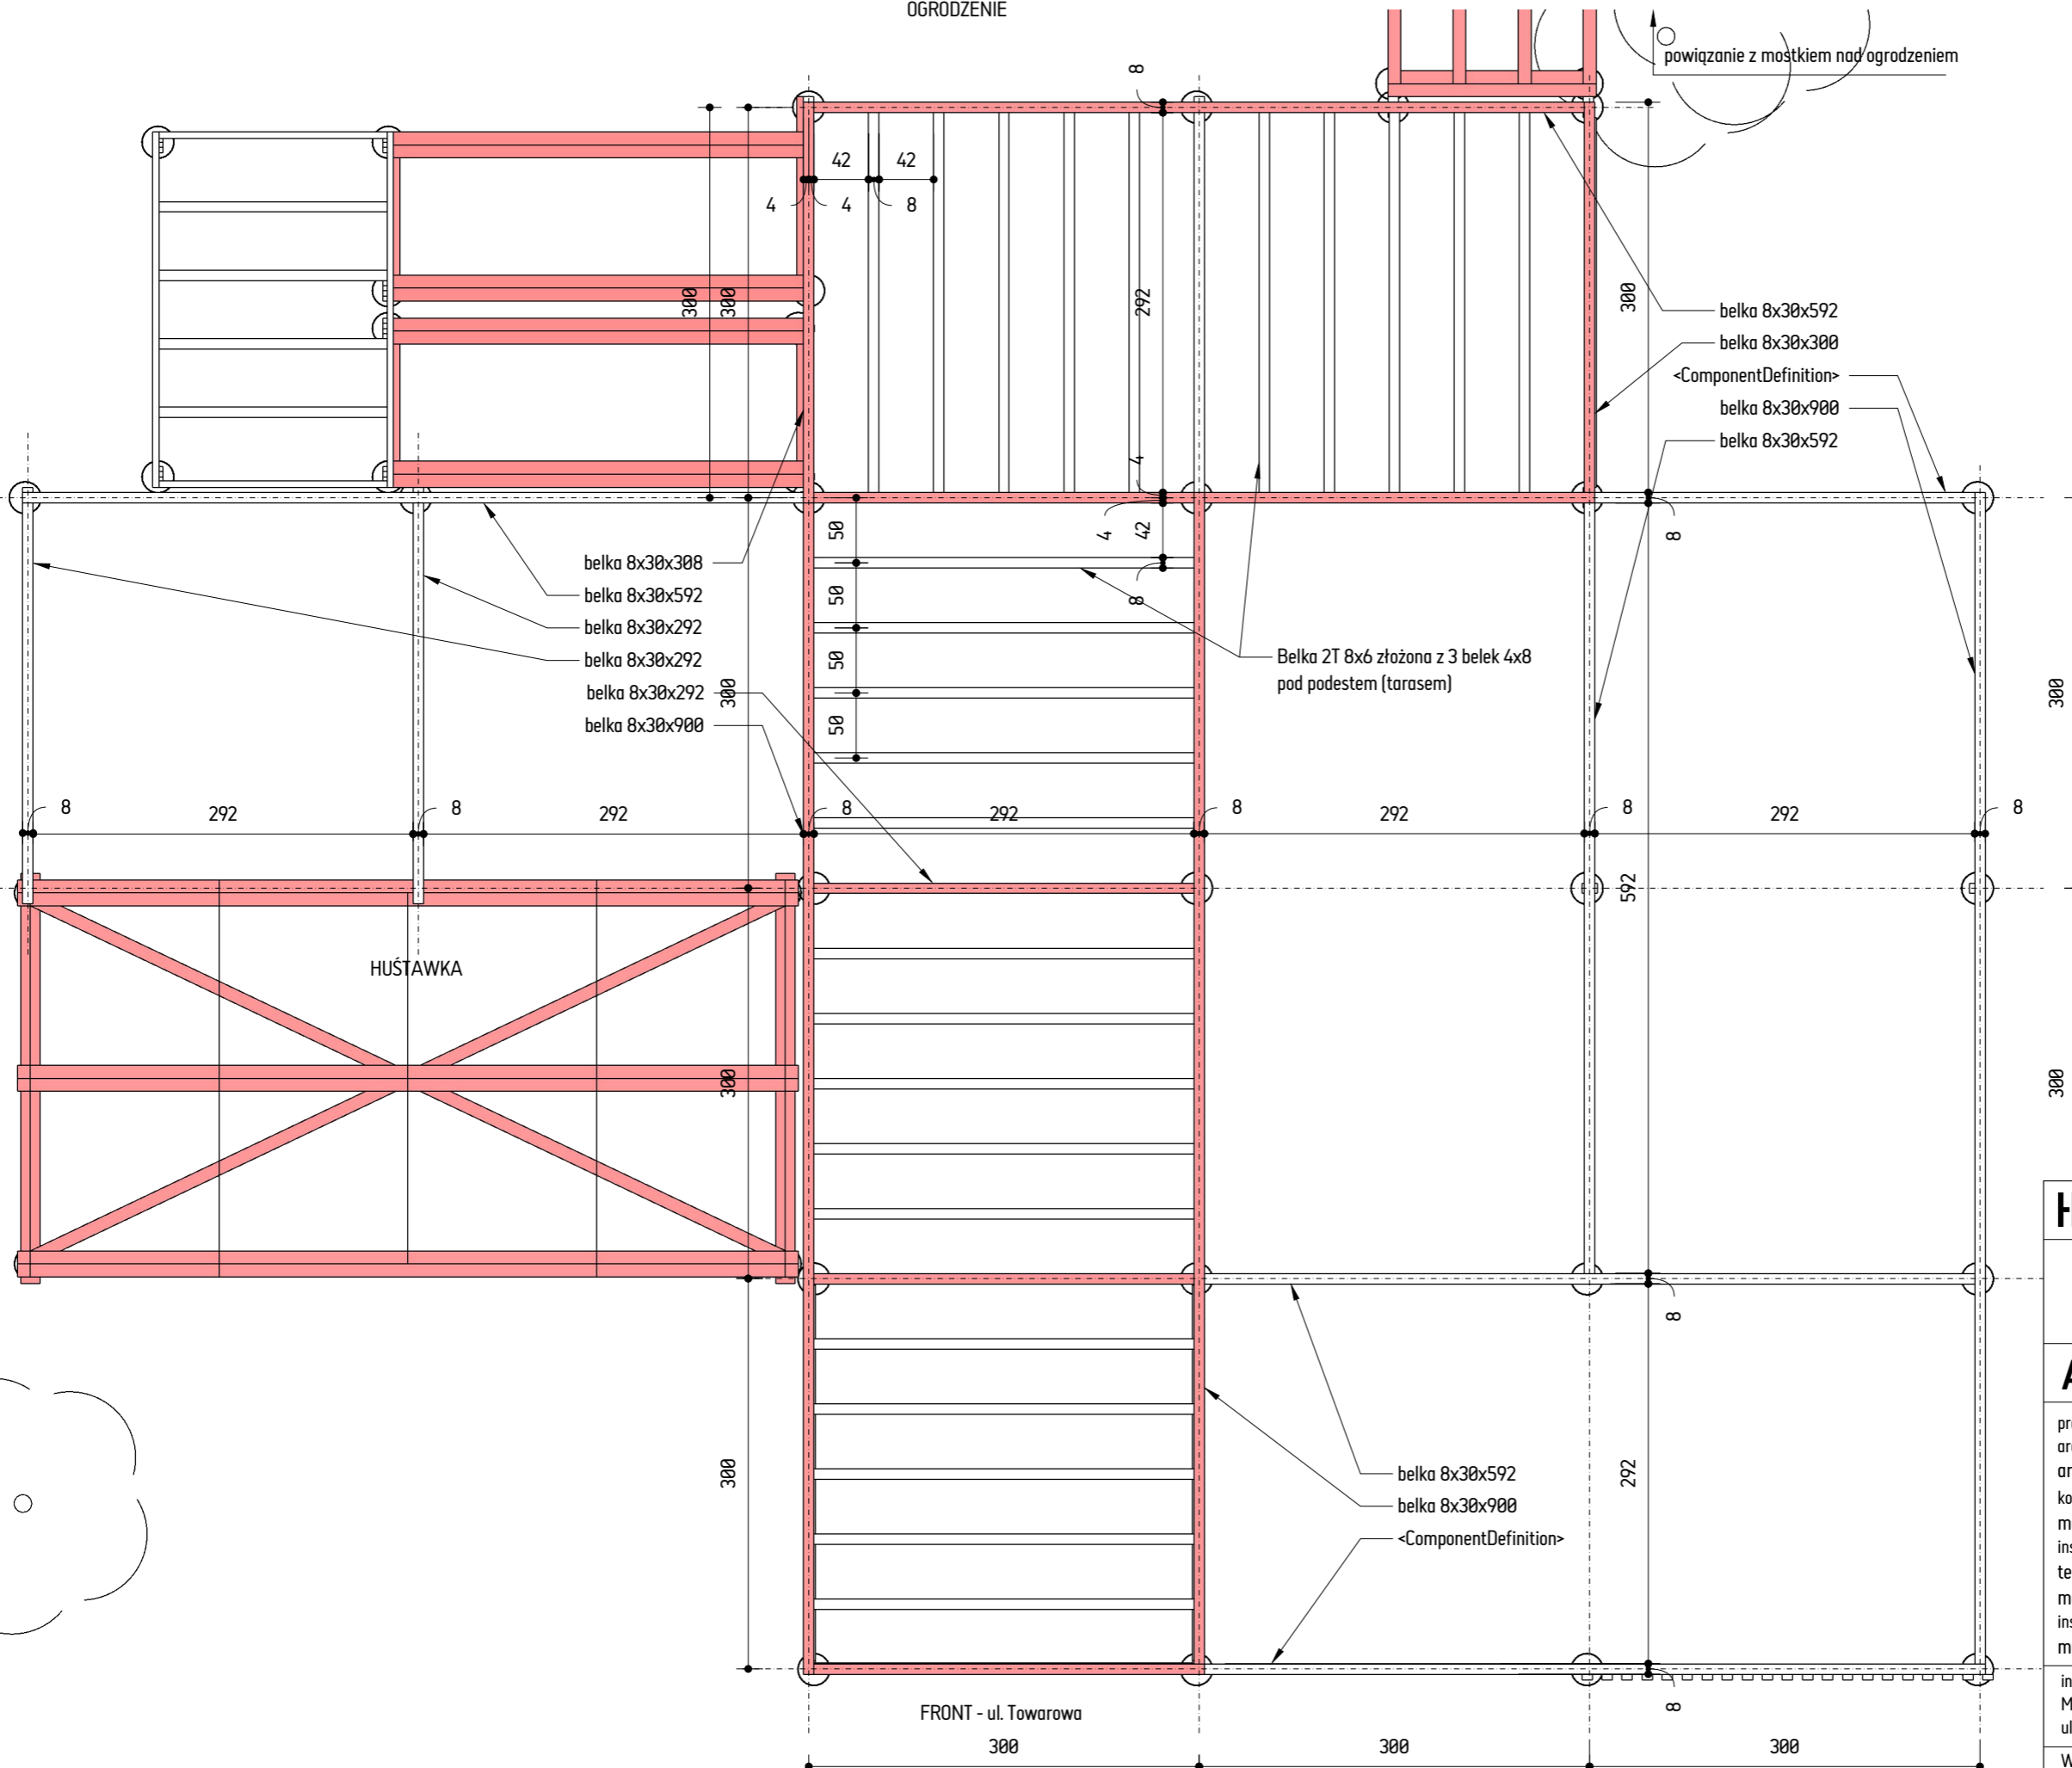 OGRODZENIE
powiązanie z mostkiem nad ogrodzeniem
8
42
42
4
4
8
300
300
292
300
belka 8x30x592
belka 8x30x300
<ComponentDefinition>
belka 8x30x900
belka 8x30x592
4
4
42
8
8
50
50
50
50
belka 8x30x308
belka 8x30x592
belka 8x30x292
belka 8x30x292
belka 8x30x292
belka 8x30x900
300
Belka 2T 8x6 złożona z 3 belek 4x8
pod podestem (tarasem)
300
8
292
8
292
8
292
8
292
8
292
8
592
HUŚTAWKA
300
300
8
300
292
belka 8x30x592
belka 8x30x900
<ComponentDefinition>
8
FRONT - ul. Towarowa
300
300
300